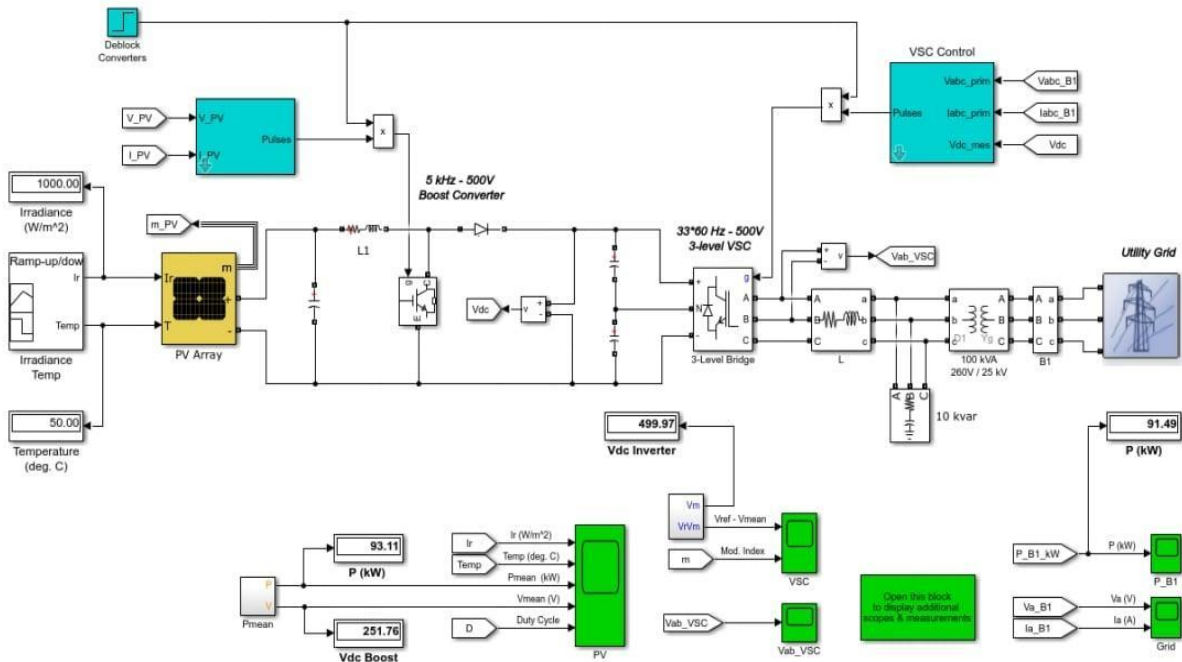 Deblock
Converters
VSC Control
Vabc_prim
Vabc_B1
Iabc_prim
Iabc_B1
Pulses
Vdc_mes
Vdc
x
V_PV
V_PV
Pulses
x
I_PV
I_PV
1000.00
Irradiance
(W/m^2)
5 kHz - 500V
Boost Converter
m_PV
33*60 Hz - 500V
3-level VSC
Vab_VSC
+
-
v
Utility Grid
Ramp-up/dow
Ir
Temp
Irradiance
Temp
Ir
T
m
+
-
PV Array
L1
g
C
E
Vdc
v
+
-
g
+
N
-
A
B
C
3-Level Bridge
A
B
C
a
b
c
L
a
b
c
D1
Yg
A
B
C
100 kVA
260V / 25 kV
A
B
C
a
b
c
B1
A
B
C
10 kvar
50.00
Temperature
(deg. C)
499.97
Vdc Inverter
91.49
P (kW)
93.11
P (kW)
P
V
Pmean
251.76
Vdc Boost
Ir
Ir (W/m^2)
Temp
Temp (deg. C)
Pmean (kW)
Vmean (V)
D
Duty Cycle
PV
Vm
VrVm
Vref - Vmean
m
Mod. Index
VSC
Vab_VSC
Vab_VSC
Open this block
to display additional
scopes & measurements
P_B1_kW
P (kW)
P_B1
Va_B1
Va (V)
Ia_B1
Ia (A)
Grid